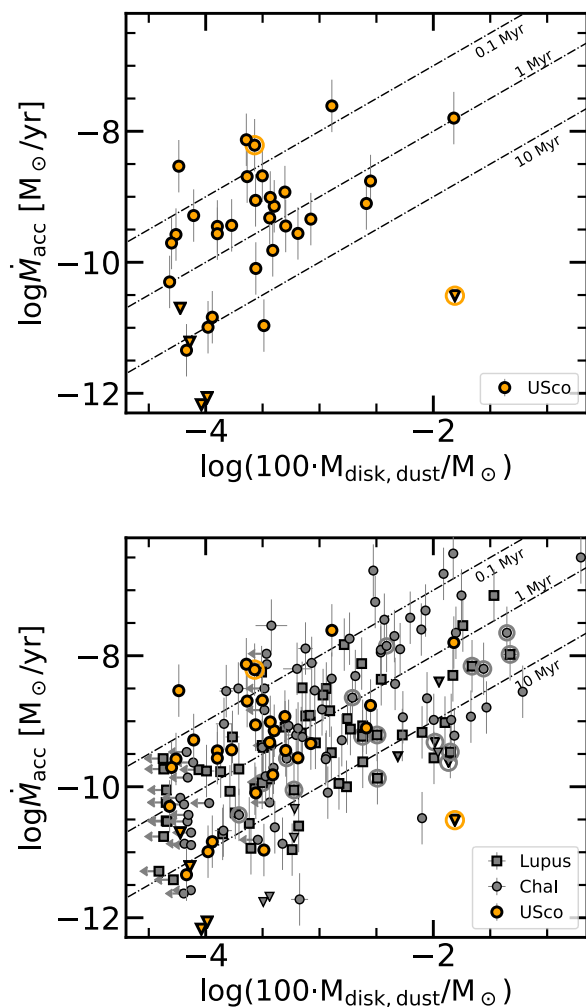 0.1 Myr
1 Myr
10 Myr
−8
−10
−12
logṀacc [M⊙/yr]
USco
−4 −2
log(100·Mdisk, dust/M⊙)
0.1 Myr
1 Myr
10 Myr
−8
−10
−12
logṀacc [M⊙/yr]
Lupus
ChaI
USco
−4 −2
log(100·Mdisk, dust/M⊙)